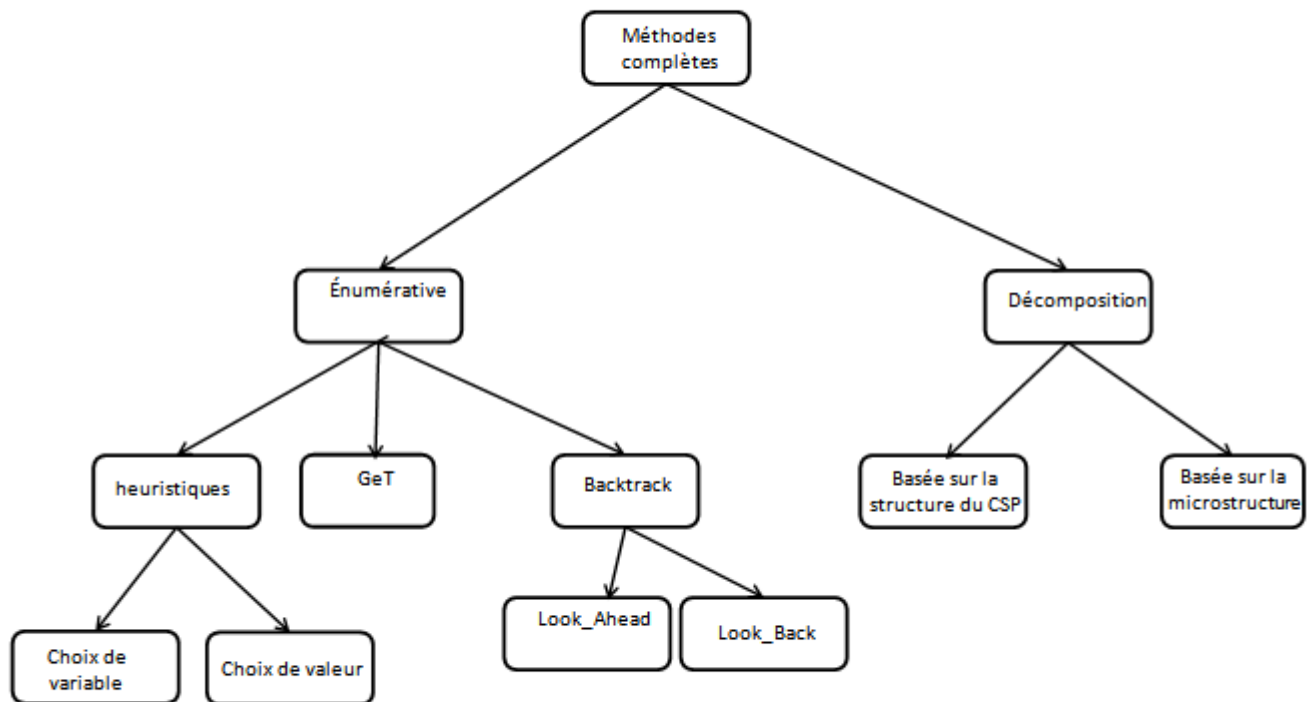 Méthodes
complètes
Énumérative
Décomposition
heuristiques
GeT
Backtrack
Basée sur la
structure du CSP
Basée sur la
microstructure
Look_Ahead
Look_Back
Choix de
variable
Choix de valeur